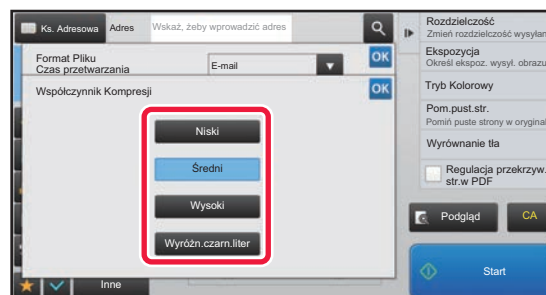 Ks. Adresowa
Adres
Wskaż, żeby wprowadzić adres
Format Pliku
Czas przetwarzania
E-mail
OK
Współczynnik Kompresji
OK
Niski
Średni
Wysoki
Wyróżn.czarn.liter
Inne
Rozdzielczość
Zmień rozdzielczość wysyłan
Ekspozycja
Określ ekspoz. wysył. obrazu
Tryb Kolorowy
Pom.pust.str.
Pomiń puste strony w oryginal
Wyrównanie tła
Regulacja przekrzyw.
str.w PDF
Podgląd
CA
Start